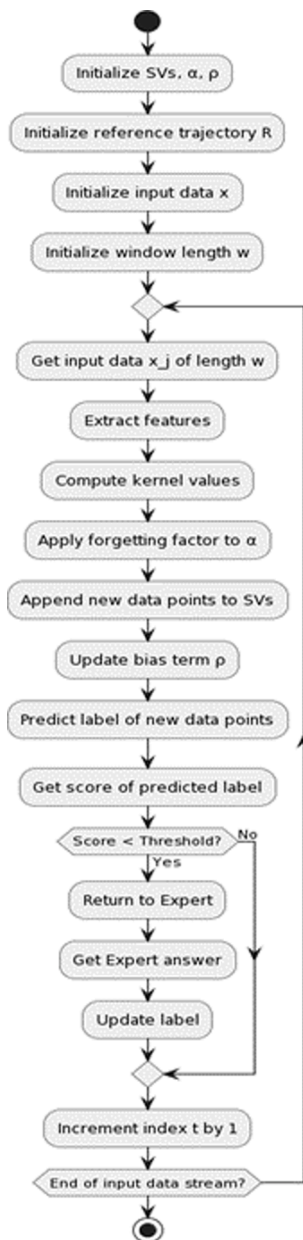 Initialize SVs, α, ρ
Initialize reference trajectory R
Initialize input data x
Initialize window length w
Get input data x_j of length w
Extract features
Compute kernel values
Apply forgetting factor to α
Append new data points to SVs
Update bias term ρ
Predict label of new data points
Get score of predicted label
Score < Threshold?
No
Yes
Return to Expert
Get Expert answer
Update label
Increment index t by 1
End of input data stream?